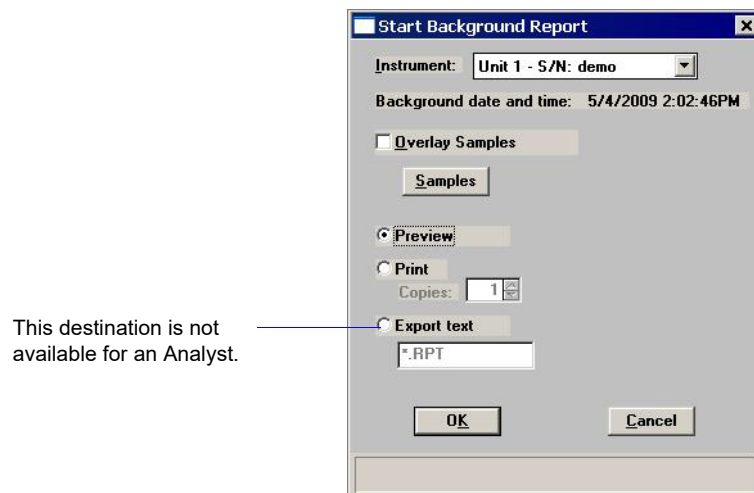 Start Background Report
Instrument: Unit 1 - S/N: demo
Background date and time: 5/4/2009 2:02:46PM
Overlay Samples
Samples
Preview
Print
Copies: 1
This destination is not
available for an Analyst.
Export text
*.RPT
OK
Cancel